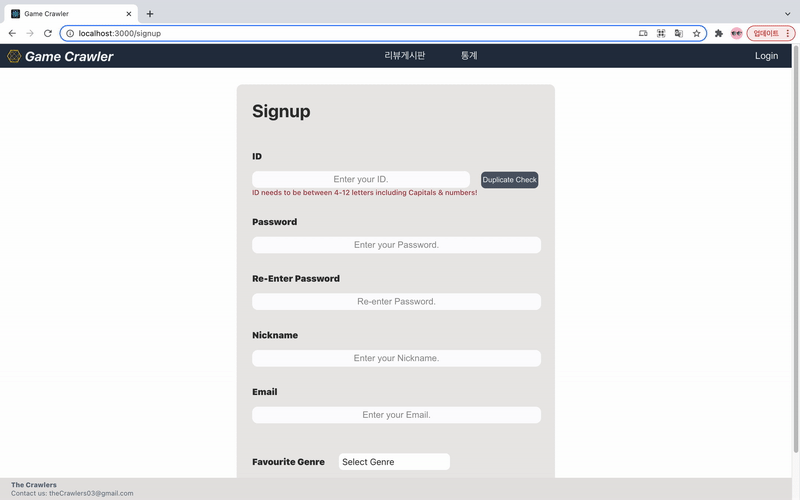 Game Crawler
localhost:3000/signup
업데이트
Game Crawler
리뷰게시판
통계
Login
Signup
ID
Enter your ID.
Duplicate Check
ID needs to be between 4-12 letters including Capitals & numbers!
Password
Enter your Password.
Re-Enter Password
Re-enter Password.
Nickname
Enter your Nickname.
Email
Enter your Email.
Favourite Genre
Select Genre
The Crawlers
Contact us: theCrawlers03@gmail.com